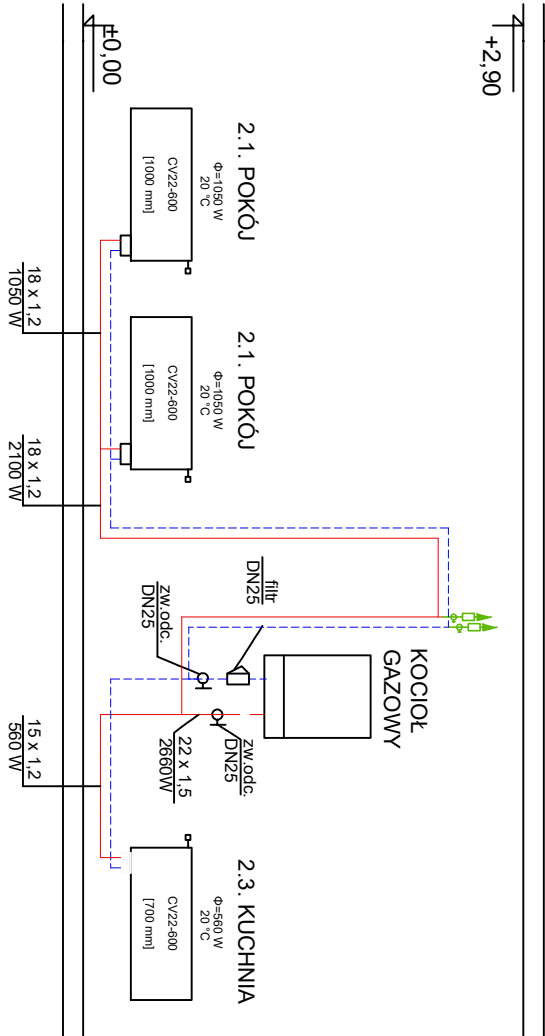 +2,90
±0,00
2.1. POKÓJ
Φ=1050 W
20 °C
CV22-600
[1000 mm]
18 x 1,2
1050 W
2.1. POKÓJ
Φ=1050 W
20 °C
CV22-600
[1000 mm]
18 x 1,2
2100 W
filtr
DN25
zw.odc.
DN25
KOCIOŁ
GAZOWY
zw.odc.
DN25
22 x 1,5
2660W
15 x 1,2
560 W
2.3. KUCHNIA
Φ=560 W
20 °C
CV22-600
[700 mm]